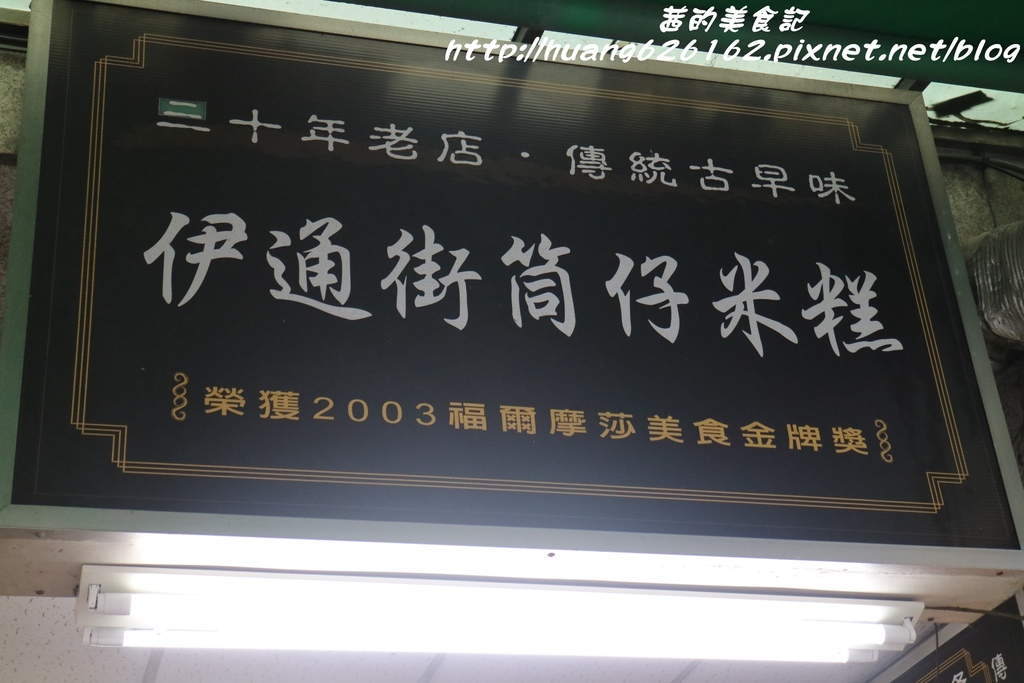 茜的美食記
http://huang626162.pixnet.net/blog
三十年老店・傳統古早味
伊通街筒仔米糕
榮獲2003福爾摩莎美食金牌獎
傳